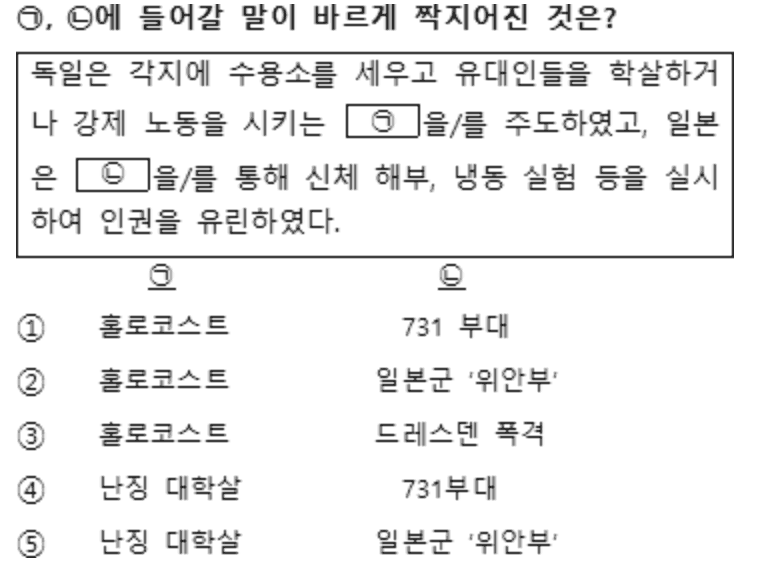 ㉠, ㉡에 들어갈 말이 바르게 짝지어진 것은?
독일은 각지에 수용소를 세우고 유대인들을 학살하거
나 강제 노동을 시키는 ㉠ 을/를 주도하였고, 일본
은 ㉡ 을/를 통해 신체 해부, 냉동 실험 등을 실시
하여 인권을 유린하였다.
㉠ ㉡
① 홀로코스트 731 부대
② 홀로코스트 일본군 '위안부'
③ 홀로코스트 드레스덴 폭격
④ 난징 대학살 731부대
⑤ 난징 대학살 일본군 '위안부'